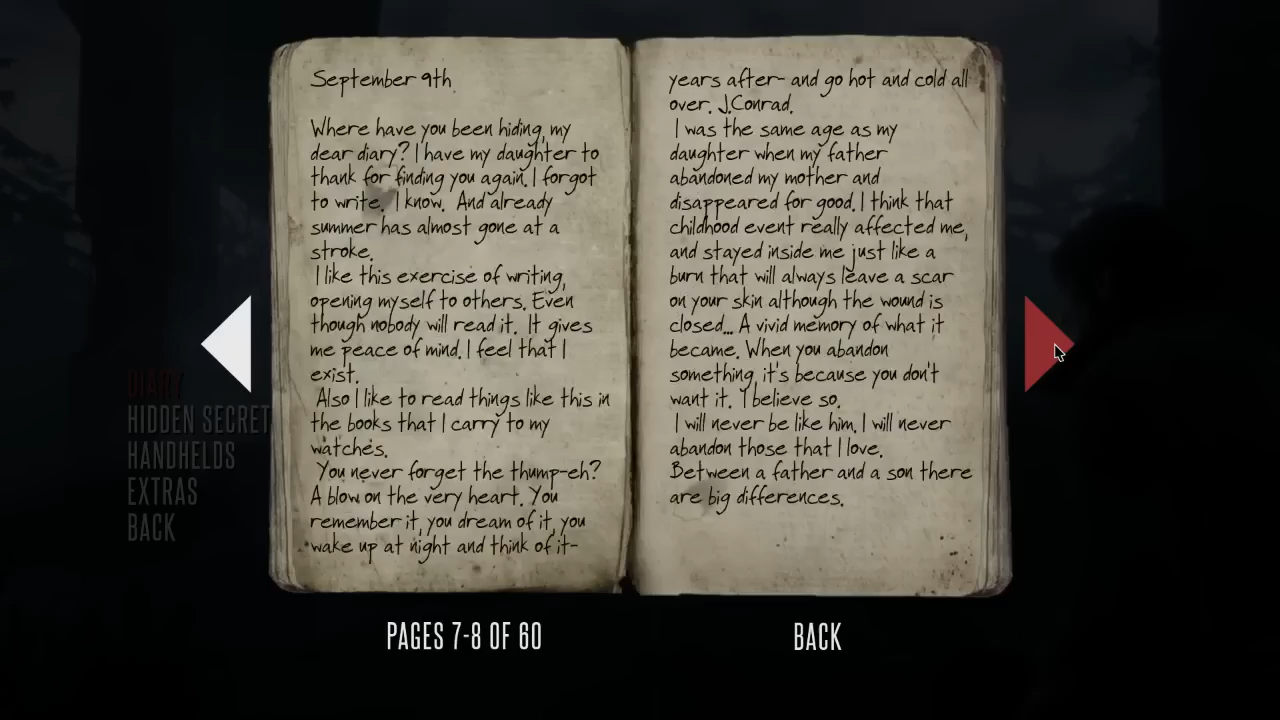 September 9th
Where have you been hiding, my
dear diary? I have my daughter to
thank for finding you again. I forgot
to write. I know. And already
summer has almost gone at a
stroke.
I like this exercise of writing,
opening myself to others. Even
though nobody will read it. It gives
me peace of mind. I feel that I
exist.
Also I like to read things like this in
the books that I carry to my
watches.
You never forget the thump-eh?
A blow on the very heart. You
remember it, you dream of it, you
wake up at night and think of it-
years after- and go hot and cold all
over. J.Conrad.
I was the same age as my
daughter when my father
abandoned my mother and
disappeared for good. I think that
childhood event really affected me,
and stayed inside me just like a
burn that will always leave a scar
on your skin although the wound is
closed... A vivid memory of what it
became. When you abandon
something, it's because you don't
want it. I believe so.
I will never be like him. I will never
abandon those that I love.
Between a father and a son there
are big differences.
DIARY
HIDDEN SECRET
HANDHELDS
EXTRAS
BACK
PAGES 7-8 OF 60
BACK